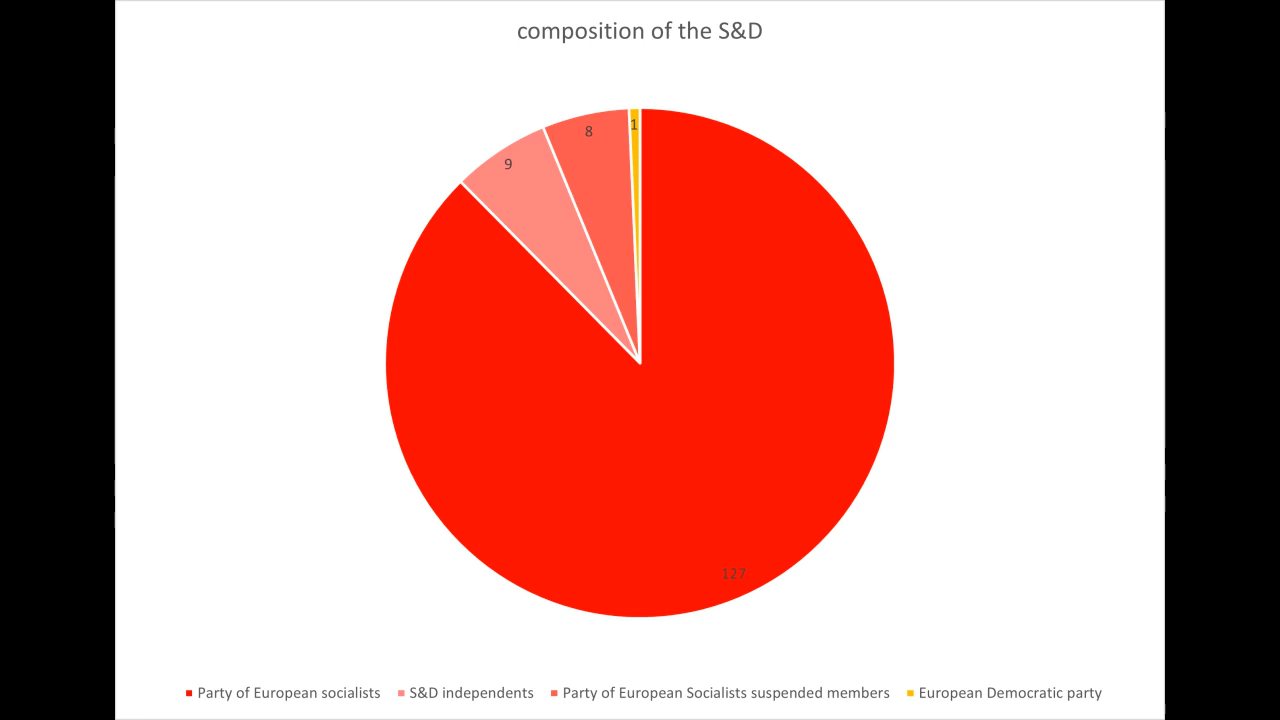 composition of the S&D
1
8
9
127
Party of European socialists
S&D independents
Party of European Socialists suspended members
European Democratic party